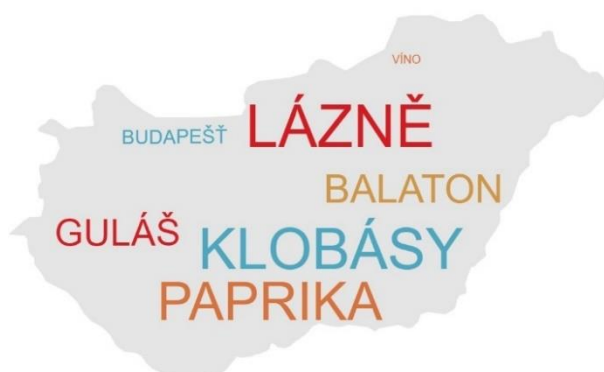 VÍNO
BUDAPEŠŤ LÁZNĚ
BALATON
GULÁŠ KLOBÁSY
PAPRIKA